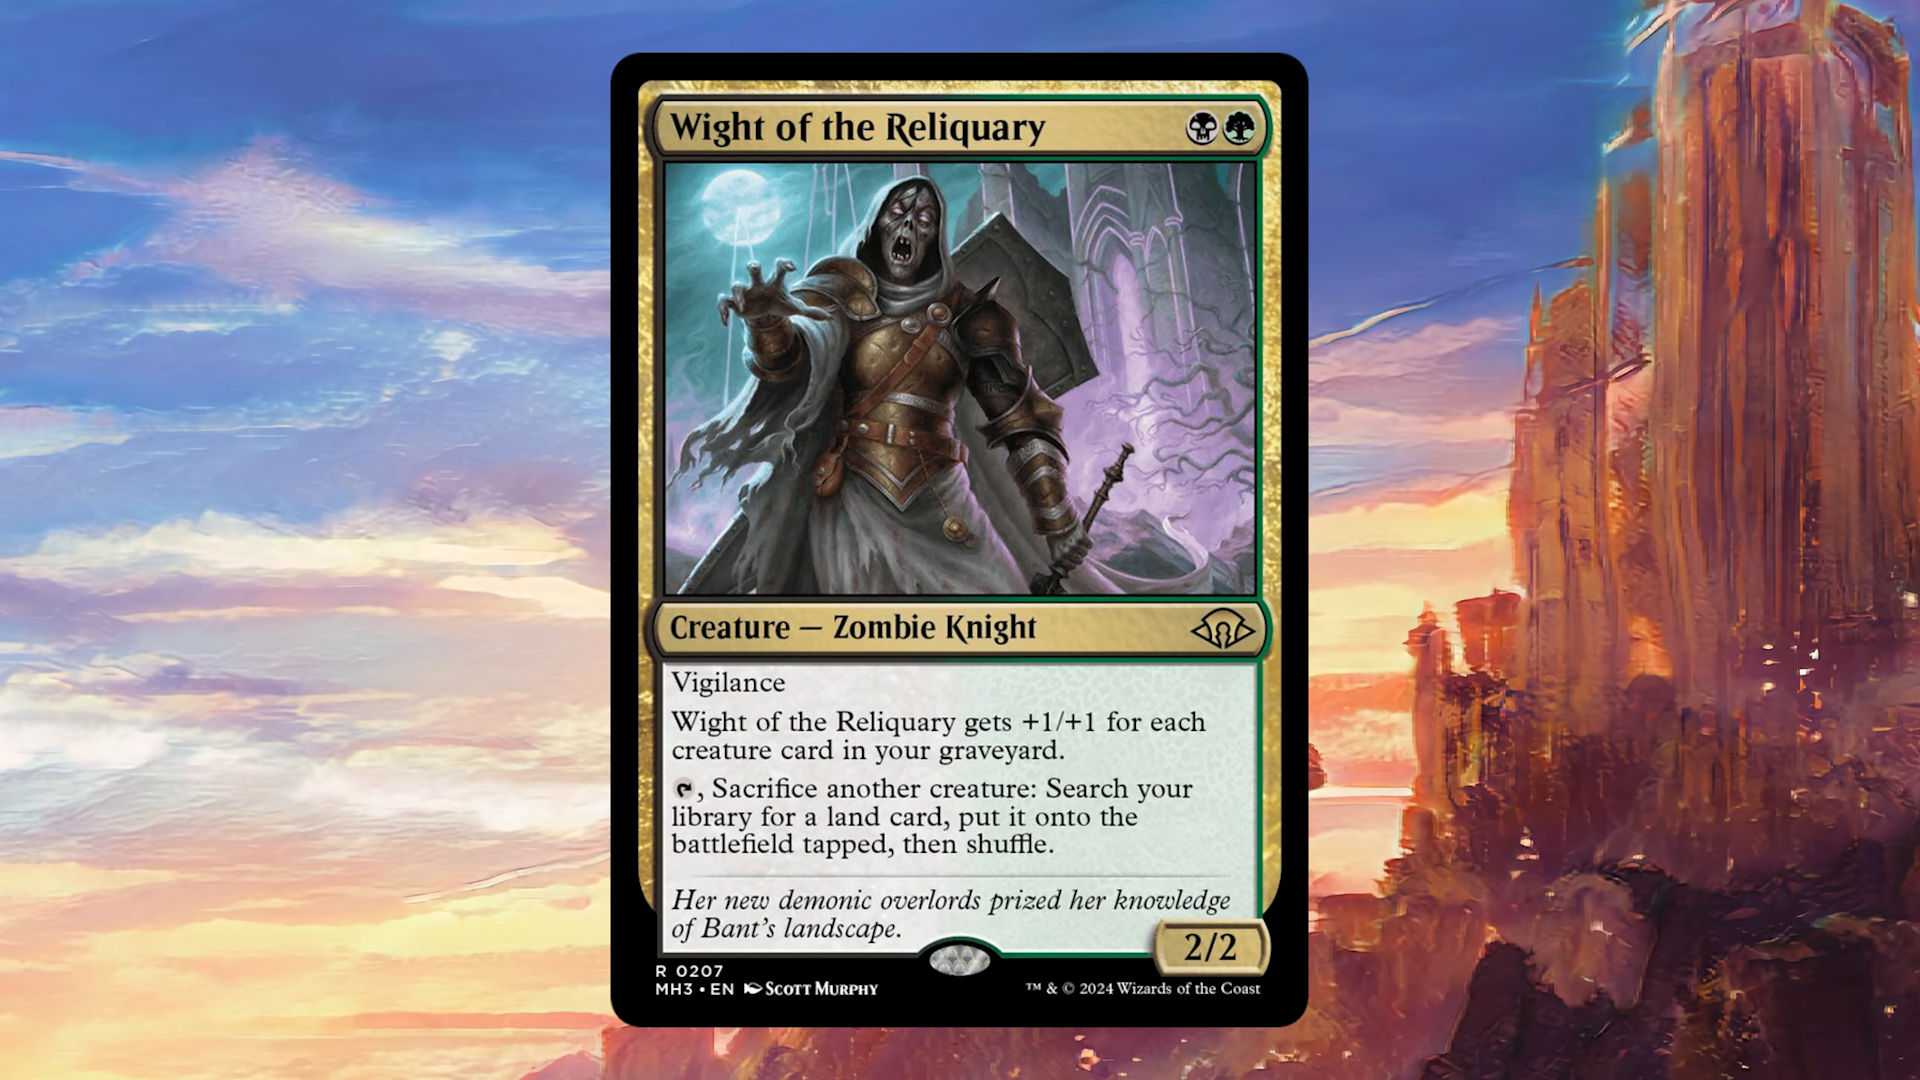 Wight of the Reliquary
Creature — Zombie Knight
Vigilance
Wight of the Reliquary gets +1/+1 for each
creature card in your graveyard.
, Sacrifice another creature: Search your
library for a land card, put it onto the
battlefield tapped, then shuffle.
Her new demonic overlords prized her knowledge
of Bant's landscape.
2/2
R 0207
MH3 • EN Scott Murphy
™ & © 2024 Wizards of the Coast